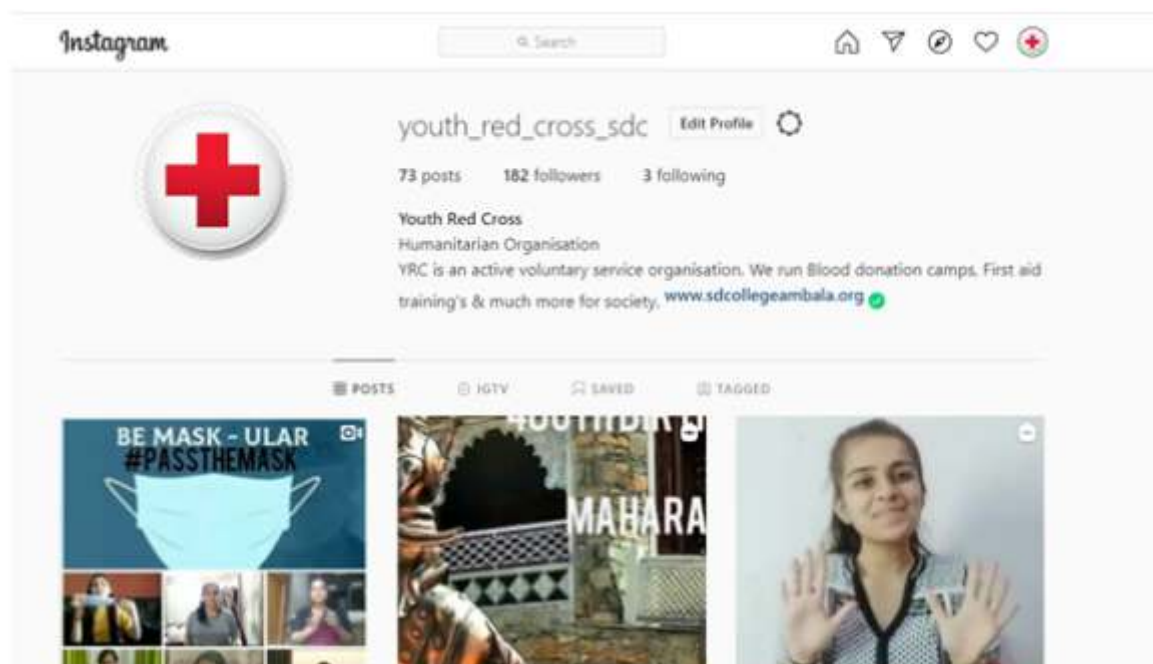 Instagram
Search
youth_red_cross_sdc Edit Profile
73 posts 182 followers 3 following
Youth Red Cross
Humanitarian Organisation
YRC is an active voluntary service organisation. We run Blood donation camps. First aid
training's & much more for society. www.sdcollegeambala.org
POSTS IGTV SAVED TAGGED
BE MASK - ULAR
#PASSTHEMASK
MAHARA